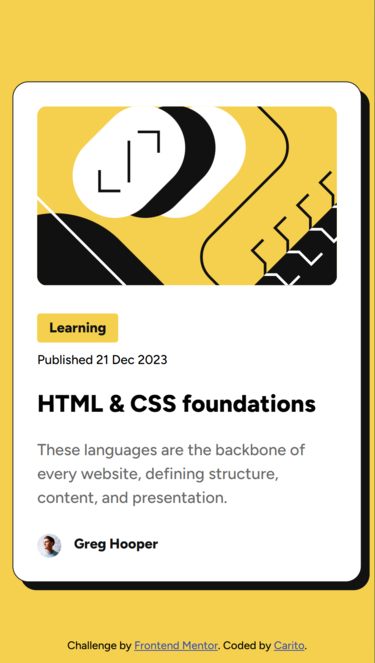 Learning
Published 21 Dec 2023
HTML & CSS foundations
These languages are the backbone of
every website, defining structure,
content, and presentation.
Greg Hooper
Challenge by Frontend Mentor. Coded by Carito.